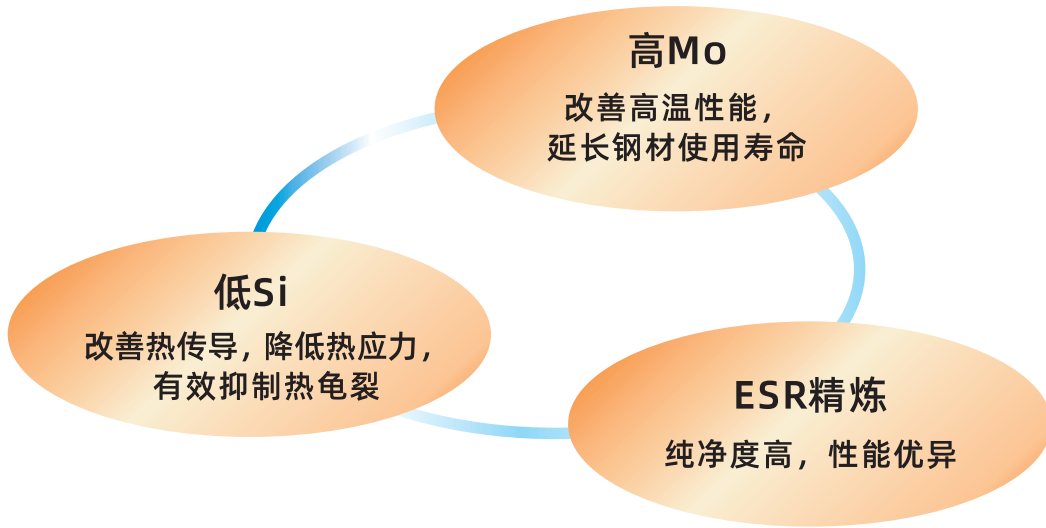 高Mo
改善高温性能，
延长钢材使用寿命
低Si
改善热传导，降低热应力，
有效抑制热龟裂
ESR精炼
纯净度高，性能优异